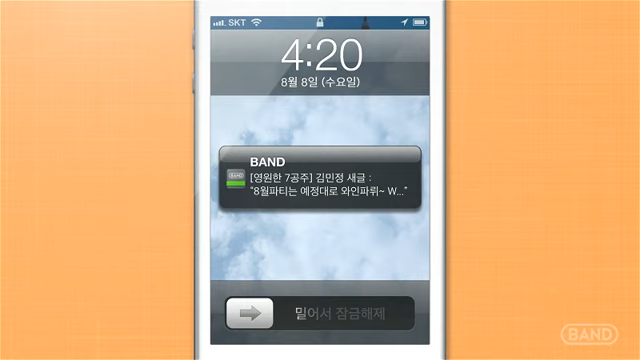 SKT
4:20
8월 8일 (수요일)
BAND
BAND
[영원한 7공주] 김민정 새글 :
"8월파티는 예정대로 와인파뤼~ W..."
밀어서 잠금해제
BAND